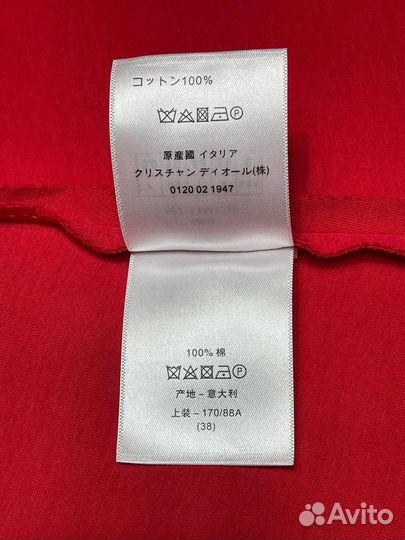 コットン100%
原産國 イタリア
クリスチャン ディオール(株)
0120 02 1947
100% 棉
产地 – 意大利
上装 – 170/88A
(38)
Avito